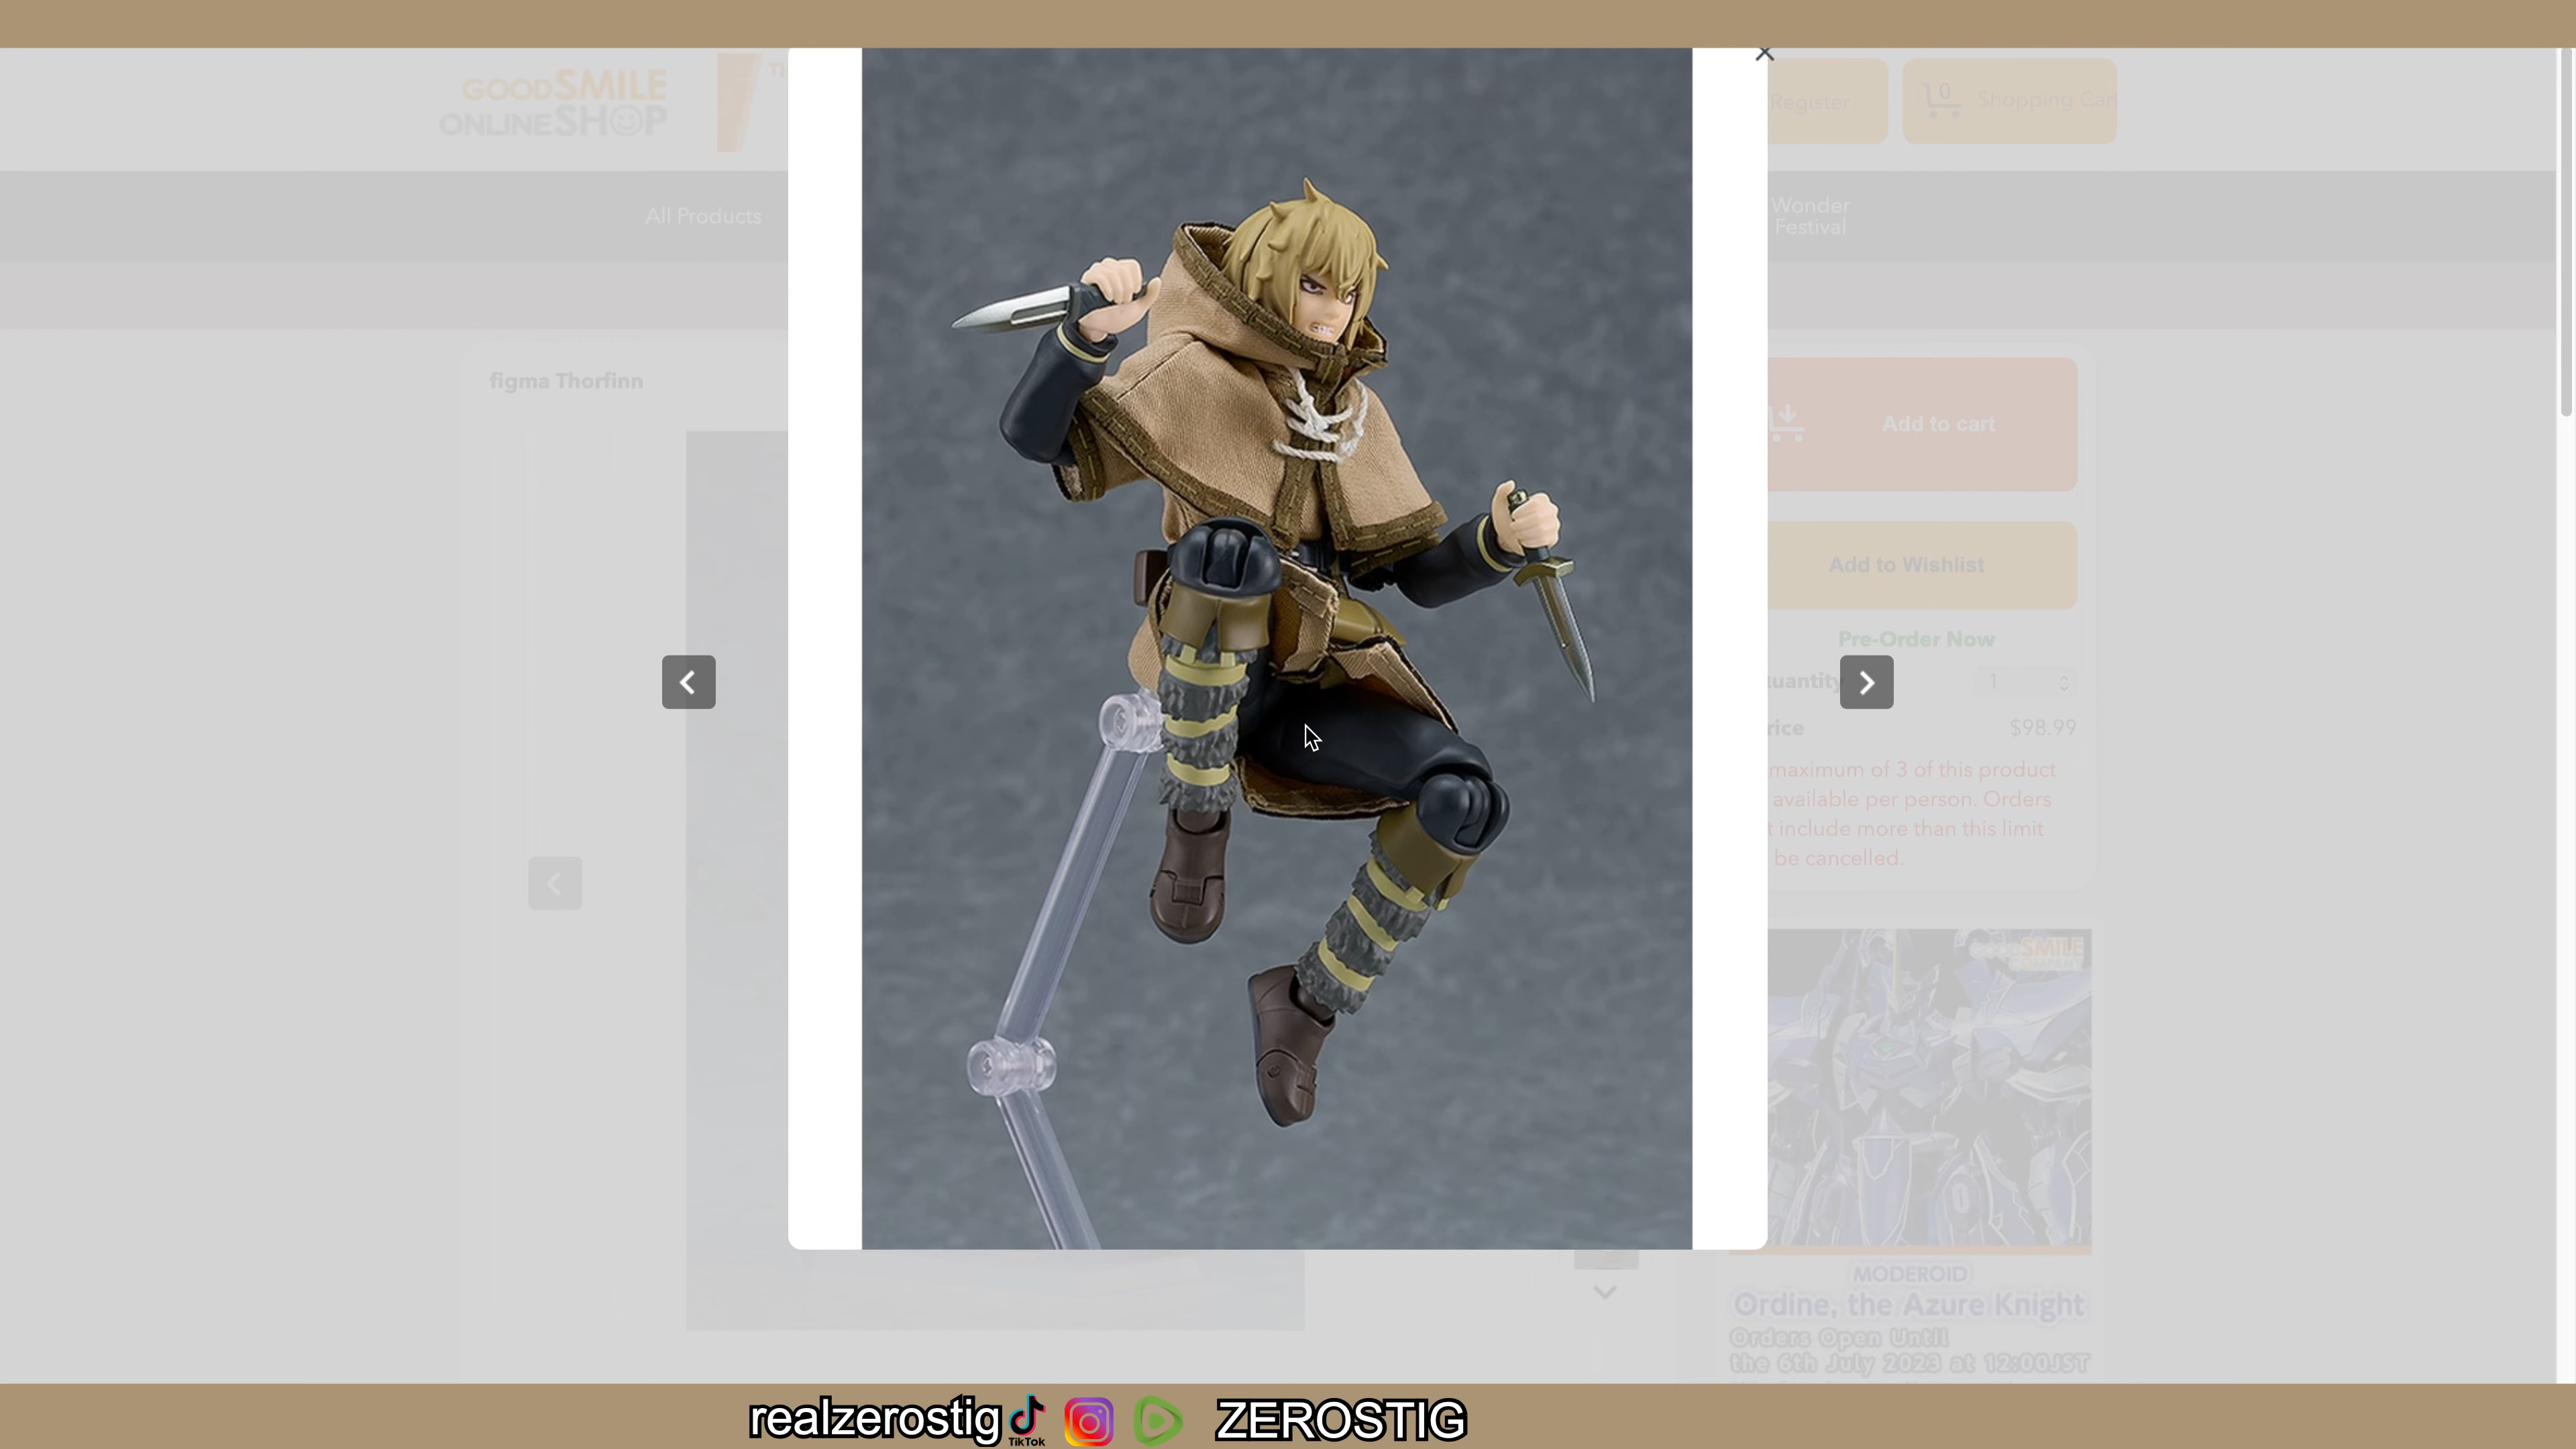 GOODSMILE
ONLINESHOP
Register
0
Shopping Car
All Products
Wonder
Festival
figma Thorfinn
Add to cart
Add to Wishlist
Pre-Order Now
uantity
1
rice
$98.99
maximum of 3 of this product
available per person. Orders
t include more than this limit
be cancelled.
SMILE
MODEROID
Ordine, the Azure Knight
Orders Open Until
the 6th July 2023 at 12:00JST
realzerostig
TikTok
ZEROSTIG